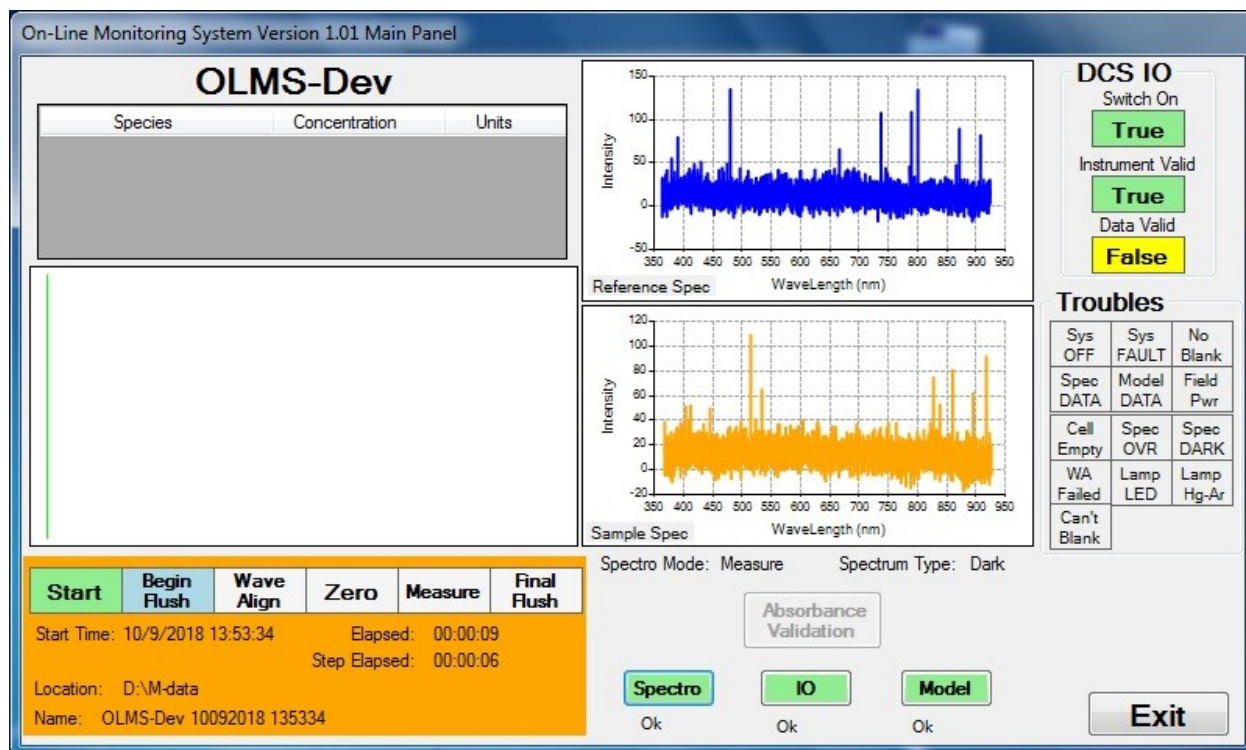 On-Line Monitoring System Version 1.01 Main Panel
OLMS-Dev
Species Concentration Units
150
100
50
0
-50
Intensity
350 400 450 500 550 600 650 700 750 800 850 900 950
WaveLength (nm)
Reference Spec
120
100
80
60
40
20
0
-20
Intensity
350 400 450 500 550 600 650 700 750 800 850 900 950
WaveLength (nm)
Sample Spec
DCS IO
Switch On
True
Instrument Valid
True
Data Valid
False
Troubles
Sys OFF
Sys FAULT
No Blank
Spec DATA
Model DATA
Field Pwr
Cell Empty
Spec OVR
Spec DARK
WA Failed
Lamp LED
Lamp Hg-Ar
Can't Blank
Start
Begin Flush
Wave Align
Zero
Measure
Final Flush
Start Time: 10/9/2018 13:53:34 Elapsed: 00:00:09
Step Elapsed: 00:00:06
Location: D:\M-data
Name: OLMS-Dev 10092018 135334
Spectro Mode: Measure Spectrum Type: Dark
Absorbance
Validation
Spectro IO Model
Ok Ok Ok
Exit